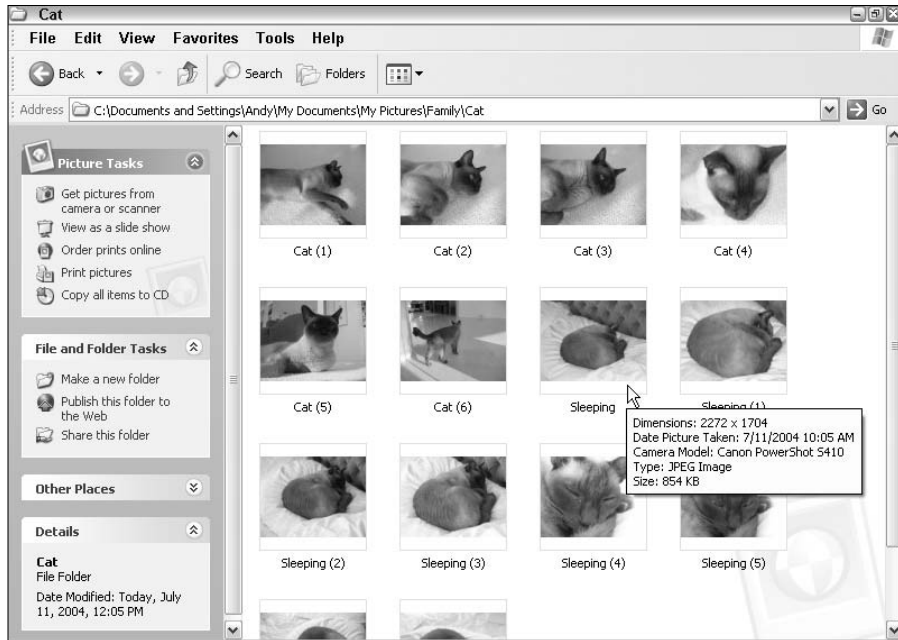 Cat
File Edit View Favorites Tools Help
Back Search Folders
Address C:\Documents and Settings\Andy\My Documents\My Pictures\Family\Cat Go
Picture Tasks
Get pictures from
camera or scanner
View as a slide show
Order prints online
Print pictures
Copy all items to CD
File and Folder Tasks
Make a new folder
Publish this folder to
the Web
Share this folder
Other Places
Details
Cat
File Folder
Date Modified: Today, July
11, 2004, 12:05 PM
Cat (1) Cat (2) Cat (3) Cat (4)
Cat (5) Cat (6) Sleeping Sleeping (1)
Dimensions: 2272 x 1704
Date Picture Taken: 7/11/2004 10:05 AM
Camera Model: Canon PowerShot S410
Type: JPEG Image
Size: 854 KB
Sleeping (2) Sleeping (3) Sleeping (4) Sleeping (5)